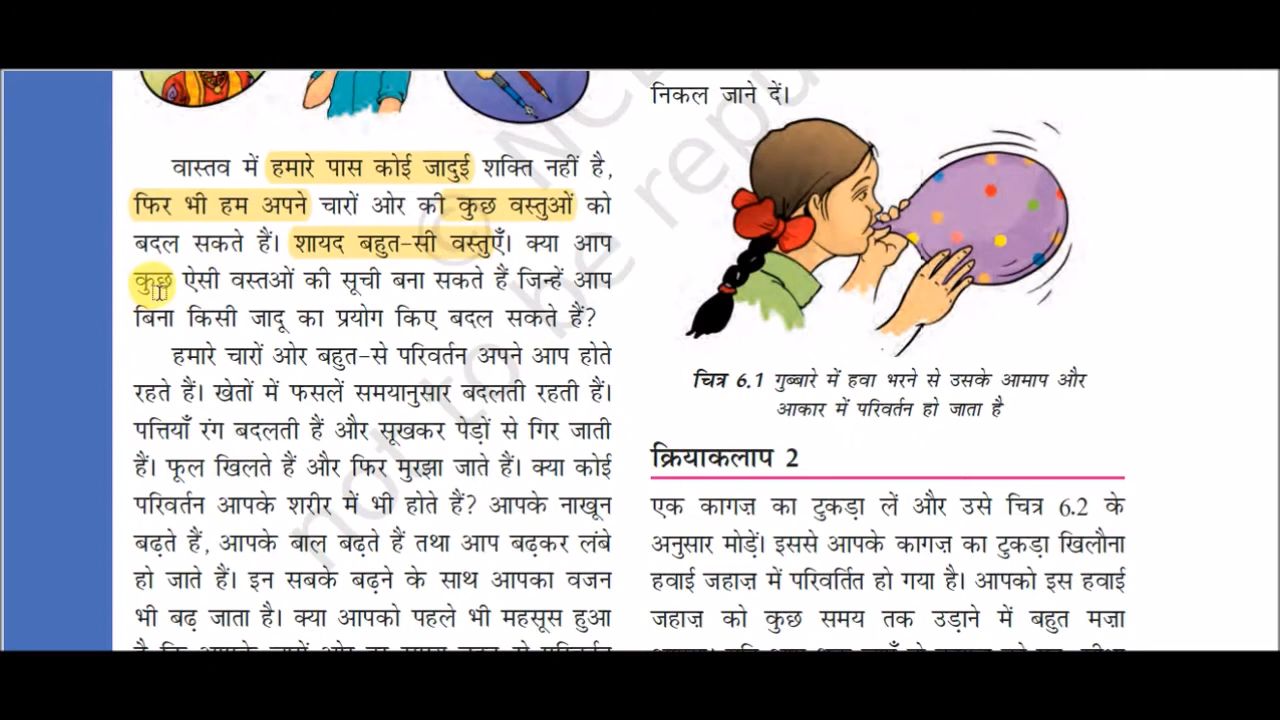 वास्तव में हमारे पास कोई जादुई शक्ति नहीं है,
फिर भी हम अपने चारों ओर की कुछ वस्तुओं को
बदल सकते हैं। शायद बहुत-सी वस्तुएँ। क्या आप
कुछ ऐसी वस्तओं की सूची बना सकते हैं जिन्हें आप
बिना किसी जादू का प्रयोग किए बदल सकते हैं?
हमारे चारों ओर बहुत-से परिवर्तन अपने आप होते
रहते हैं। खेतों में फसलें समयानुसार बदलती रहती हैं।
पत्तियाँ रंग बदलती हैं और सूखकर पेड़ों से गिर जाती
हैं। फूल खिलते हैं और फिर मुरझा जाते हैं। क्या कोई
परिवर्तन आपके शरीर में भी होते हैं? आपके नाखून
बढ़ते हैं, आपके बाल बढ़ते हैं तथा आप बढ़कर लंबे
हो जाते हैं। इन सबके बढ़ने के साथ आपका वजन
भी बढ़ जाता है। क्या आपको पहले भी महसूस हुआ
निकल जाने दें।
चित्र 6.1 गुब्बारे में हवा भरने से उसके आमाप और
आकार में परिवर्तन हो जाता है
क्रियाकलाप 2
एक कागज़ का टुकड़ा लें और उसे चित्र 6.2 के
अनुसार मोड़ें। इससे आपके कागज़ का टुकड़ा खिलौना
हवाई जहाज़ में परिवर्तित हो गया है। आपको इस हवाई
जहाज़ को कुछ समय तक उड़ाने में बहुत मज़ा
not to be repu